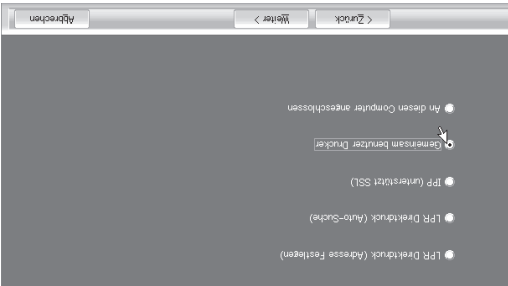 LPR Direktdruck (Adresse Festlegen)
LPR Direktdruck (Auto-Suche)
IPP (unterstützt SSL)
Gemeinsam benutzer Drucker
An diesen Computer angeschlossen
< Zurück
Weiter >
Abbrechen